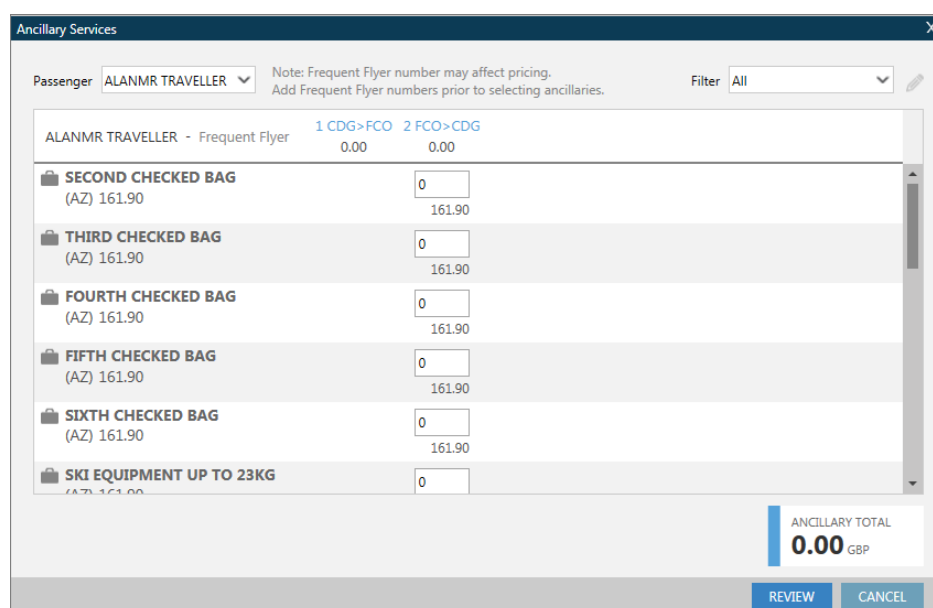 Ancillary Services X
Passenger ALANMR TRAVELLER Note: Frequent Flyer number may affect pricing. Filter All
Add Frequent Flyer numbers prior to selecting ancillaries.
ALANMR TRAVELLER - Frequent Flyer 1 CDG>FCO 2 FCO>CDG
0.00 0.00
SECOND CHECKED BAG 0
(AZ) 161.90 161.90
THIRD CHECKED BAG 0
(AZ) 161.90 161.90
FOURTH CHECKED BAG 0
(AZ) 161.90 161.90
FIFTH CHECKED BAG 0
(AZ) 161.90 161.90
SIXTH CHECKED BAG 0
(AZ) 161.90 161.90
SKI EQUIPMENT UP TO 23KG 0
(AZ) 161.90
ANCILLARY TOTAL
0.00 GBP
REVIEW CANCEL